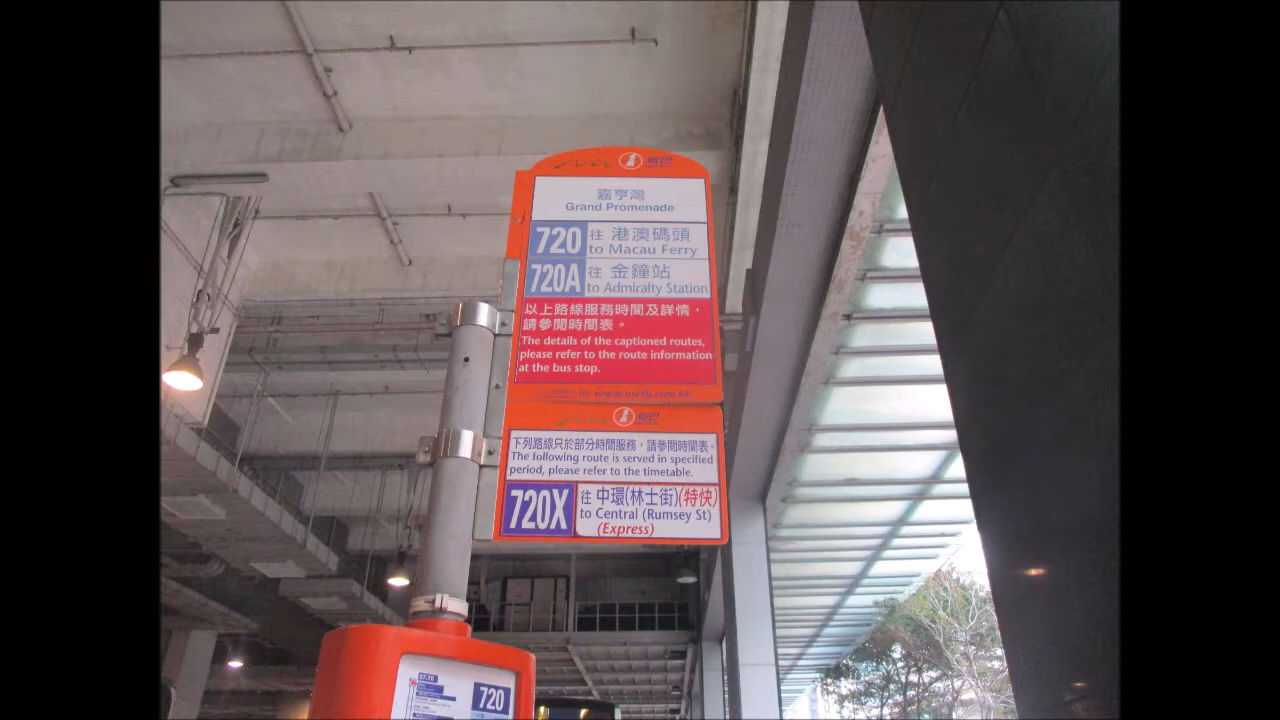 新巴
嘉亨灣
Grand Promenade
720 往 港澳碼頭
to Macau Ferry
720A 往 金鐘站
to Admiralty Station
以上路線服務時間及詳情，
請參閱時間表。
The details of the captioned routes,
please refer to the route information
at the bus stop.
www.nwfb.com.hk
新巴
下列路線只於部分時間服務，請參閱時間表。
The following route is served in specified
period, please refer to the timetable.
720X 往 中環(林士街)(特快)
to Central (Rumsey St)
(Express)
720